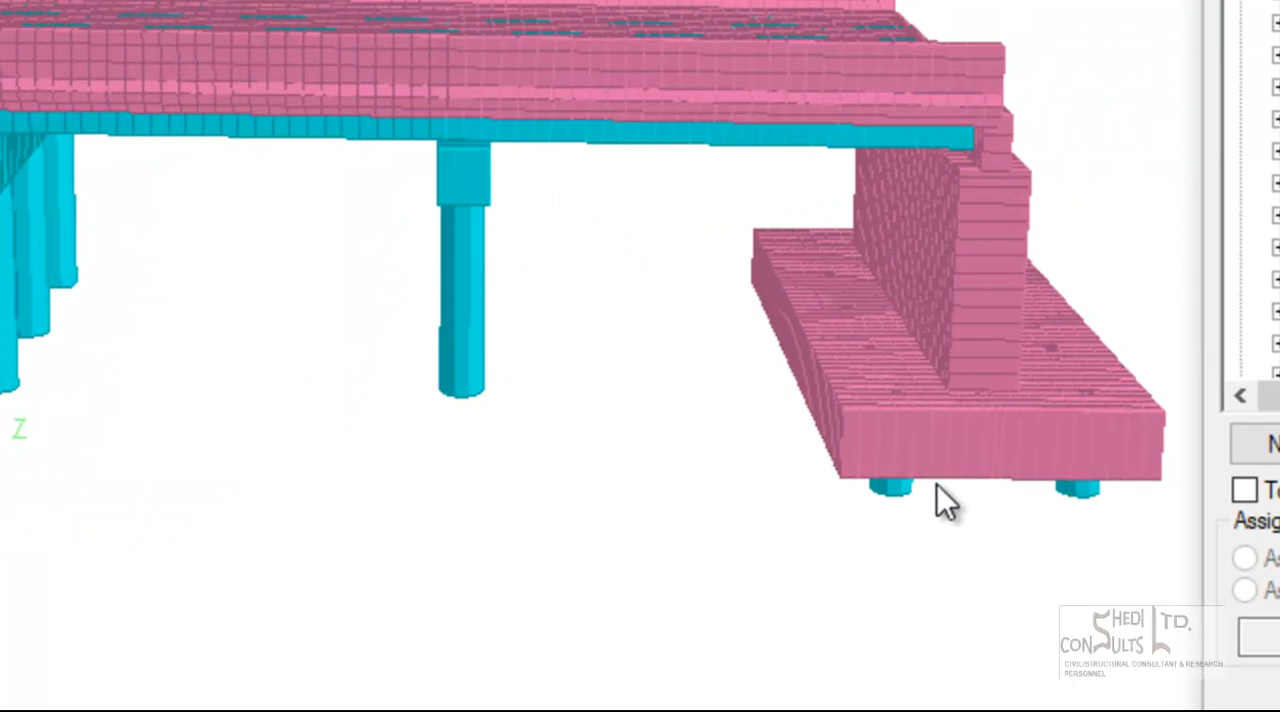 Z
<
N
Assig
SHEDI LTD.
CONSULTS
CIVIL/STRUCTURAL CONSULTANT & RESEARCH
PERSONNEL